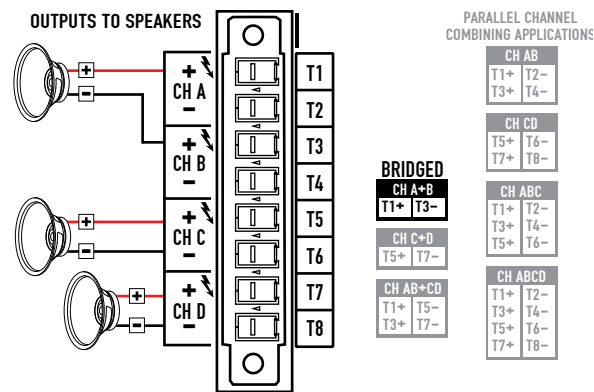 OUTPUTS TO SPEAKERS
+
-
+
CH A
-
+
CH B
-
+
-
+
CH C
-
+
-
+
CH D
-
T1
T2
T3
T4
T5
T6
T7
T8
BRIDGED
CH A+B
T1+ T3-
CH C+D
T5+ T7-
CH AB+CD
T1+ T5-
T3+ T7-
PARALLEL CHANNEL
COMBINING APPLICATIONS
CH AB
T1+ T2-
T3+ T4-
CH CD
T5+ T6-
T7+ T8-
CH ABC
T1+ T2-
T3+ T4-
T5+ T6-
CH ABCD
T1+ T2-
T3+ T4-
T5+ T6-
T7+ T8-